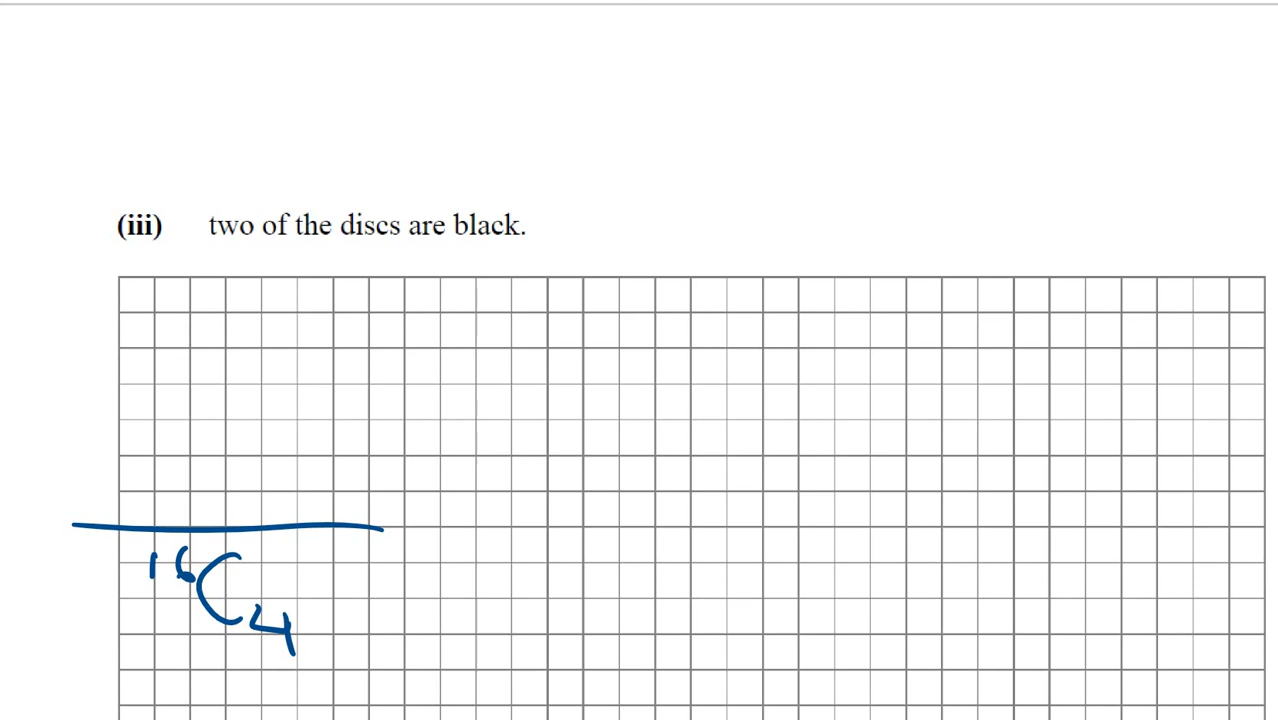 (iii) two of the discs are black.
16C4